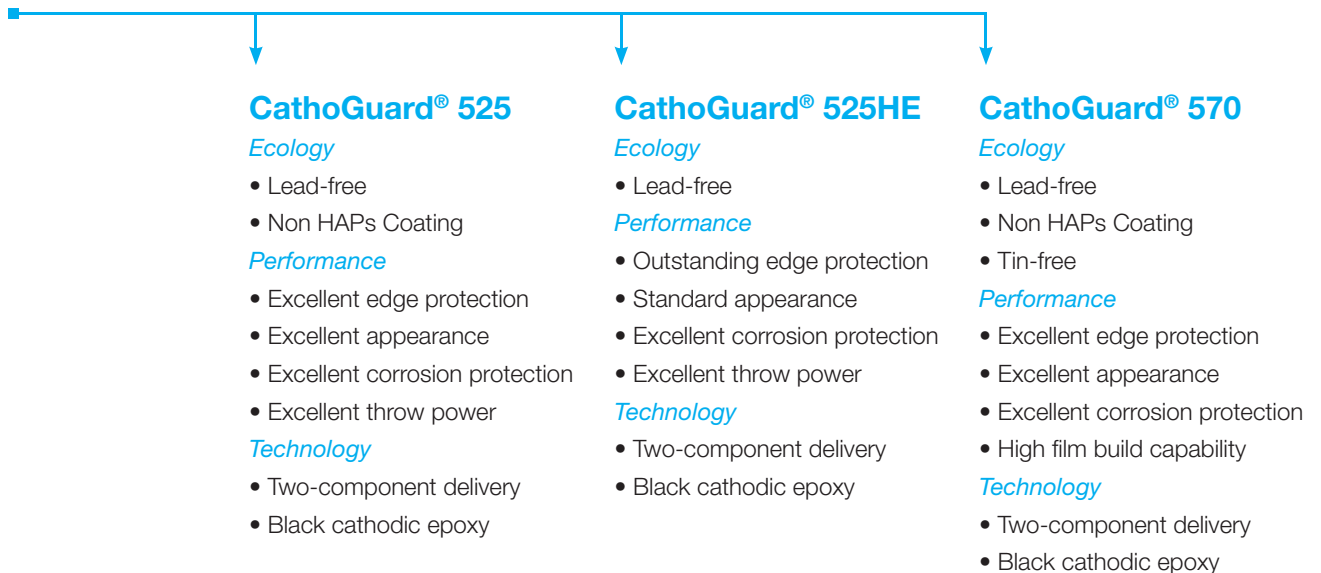 CathoGuard® 525
Ecology
• Lead-free
• Non HAPs Coating
Performance
• Excellent edge protection
• Excellent appearance
• Excellent corrosion protection
• Excellent throw power
Technology
• Two-component delivery
• Black cathodic epoxy
CathoGuard® 525HE
Ecology
• Lead-free
Performance
• Outstanding edge protection
• Standard appearance
• Excellent corrosion protection
• Excellent throw power
Technology
• Two-component delivery
• Black cathodic epoxy
CathoGuard® 570
Ecology
• Lead-free
• Non HAPs Coating
• Tin-free
Performance
• Excellent edge protection
• Excellent appearance
• Excellent corrosion protection
• High film build capability
Technology
• Two-component delivery
• Black cathodic epoxy